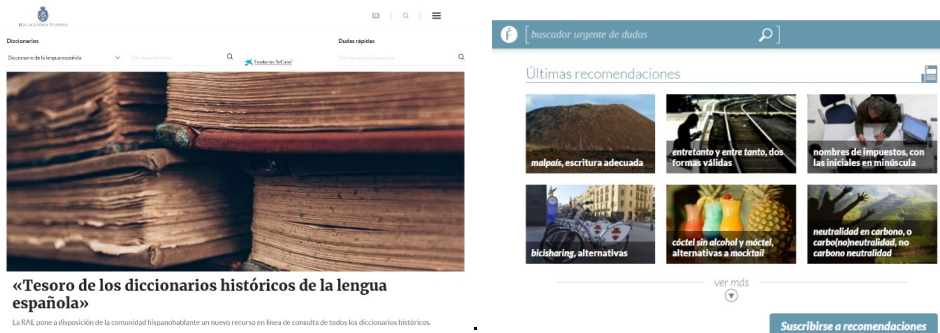 REAL ACADEMIA ESPAÑOLA
Diccionarios
Dudas rápidas
Diccionario de la lengua española
Fundación "la Caixa"
«Tesoro de los diccionarios históricos de la lengua
española»
La RAE pone a disposición de la comunidad hispanohablante un nuevo recurso en línea de consulta de todos los diccionarios históricos.
buscador urgente de dudas
Últimas recomendaciones
malpaís, escritura adecuada
entretanto y entre tanto, dos
formas válidas
nombres de impuestos, con
las iniciales en minúscula
bicisharing, alternativas
cóctel sin alcohol y móctel,
alternativas a mocktail
neutralidad en carbono, o
carbo(no)neutralidad, no
carbono neutralidad
ver más
Suscribirse a recomendaciones